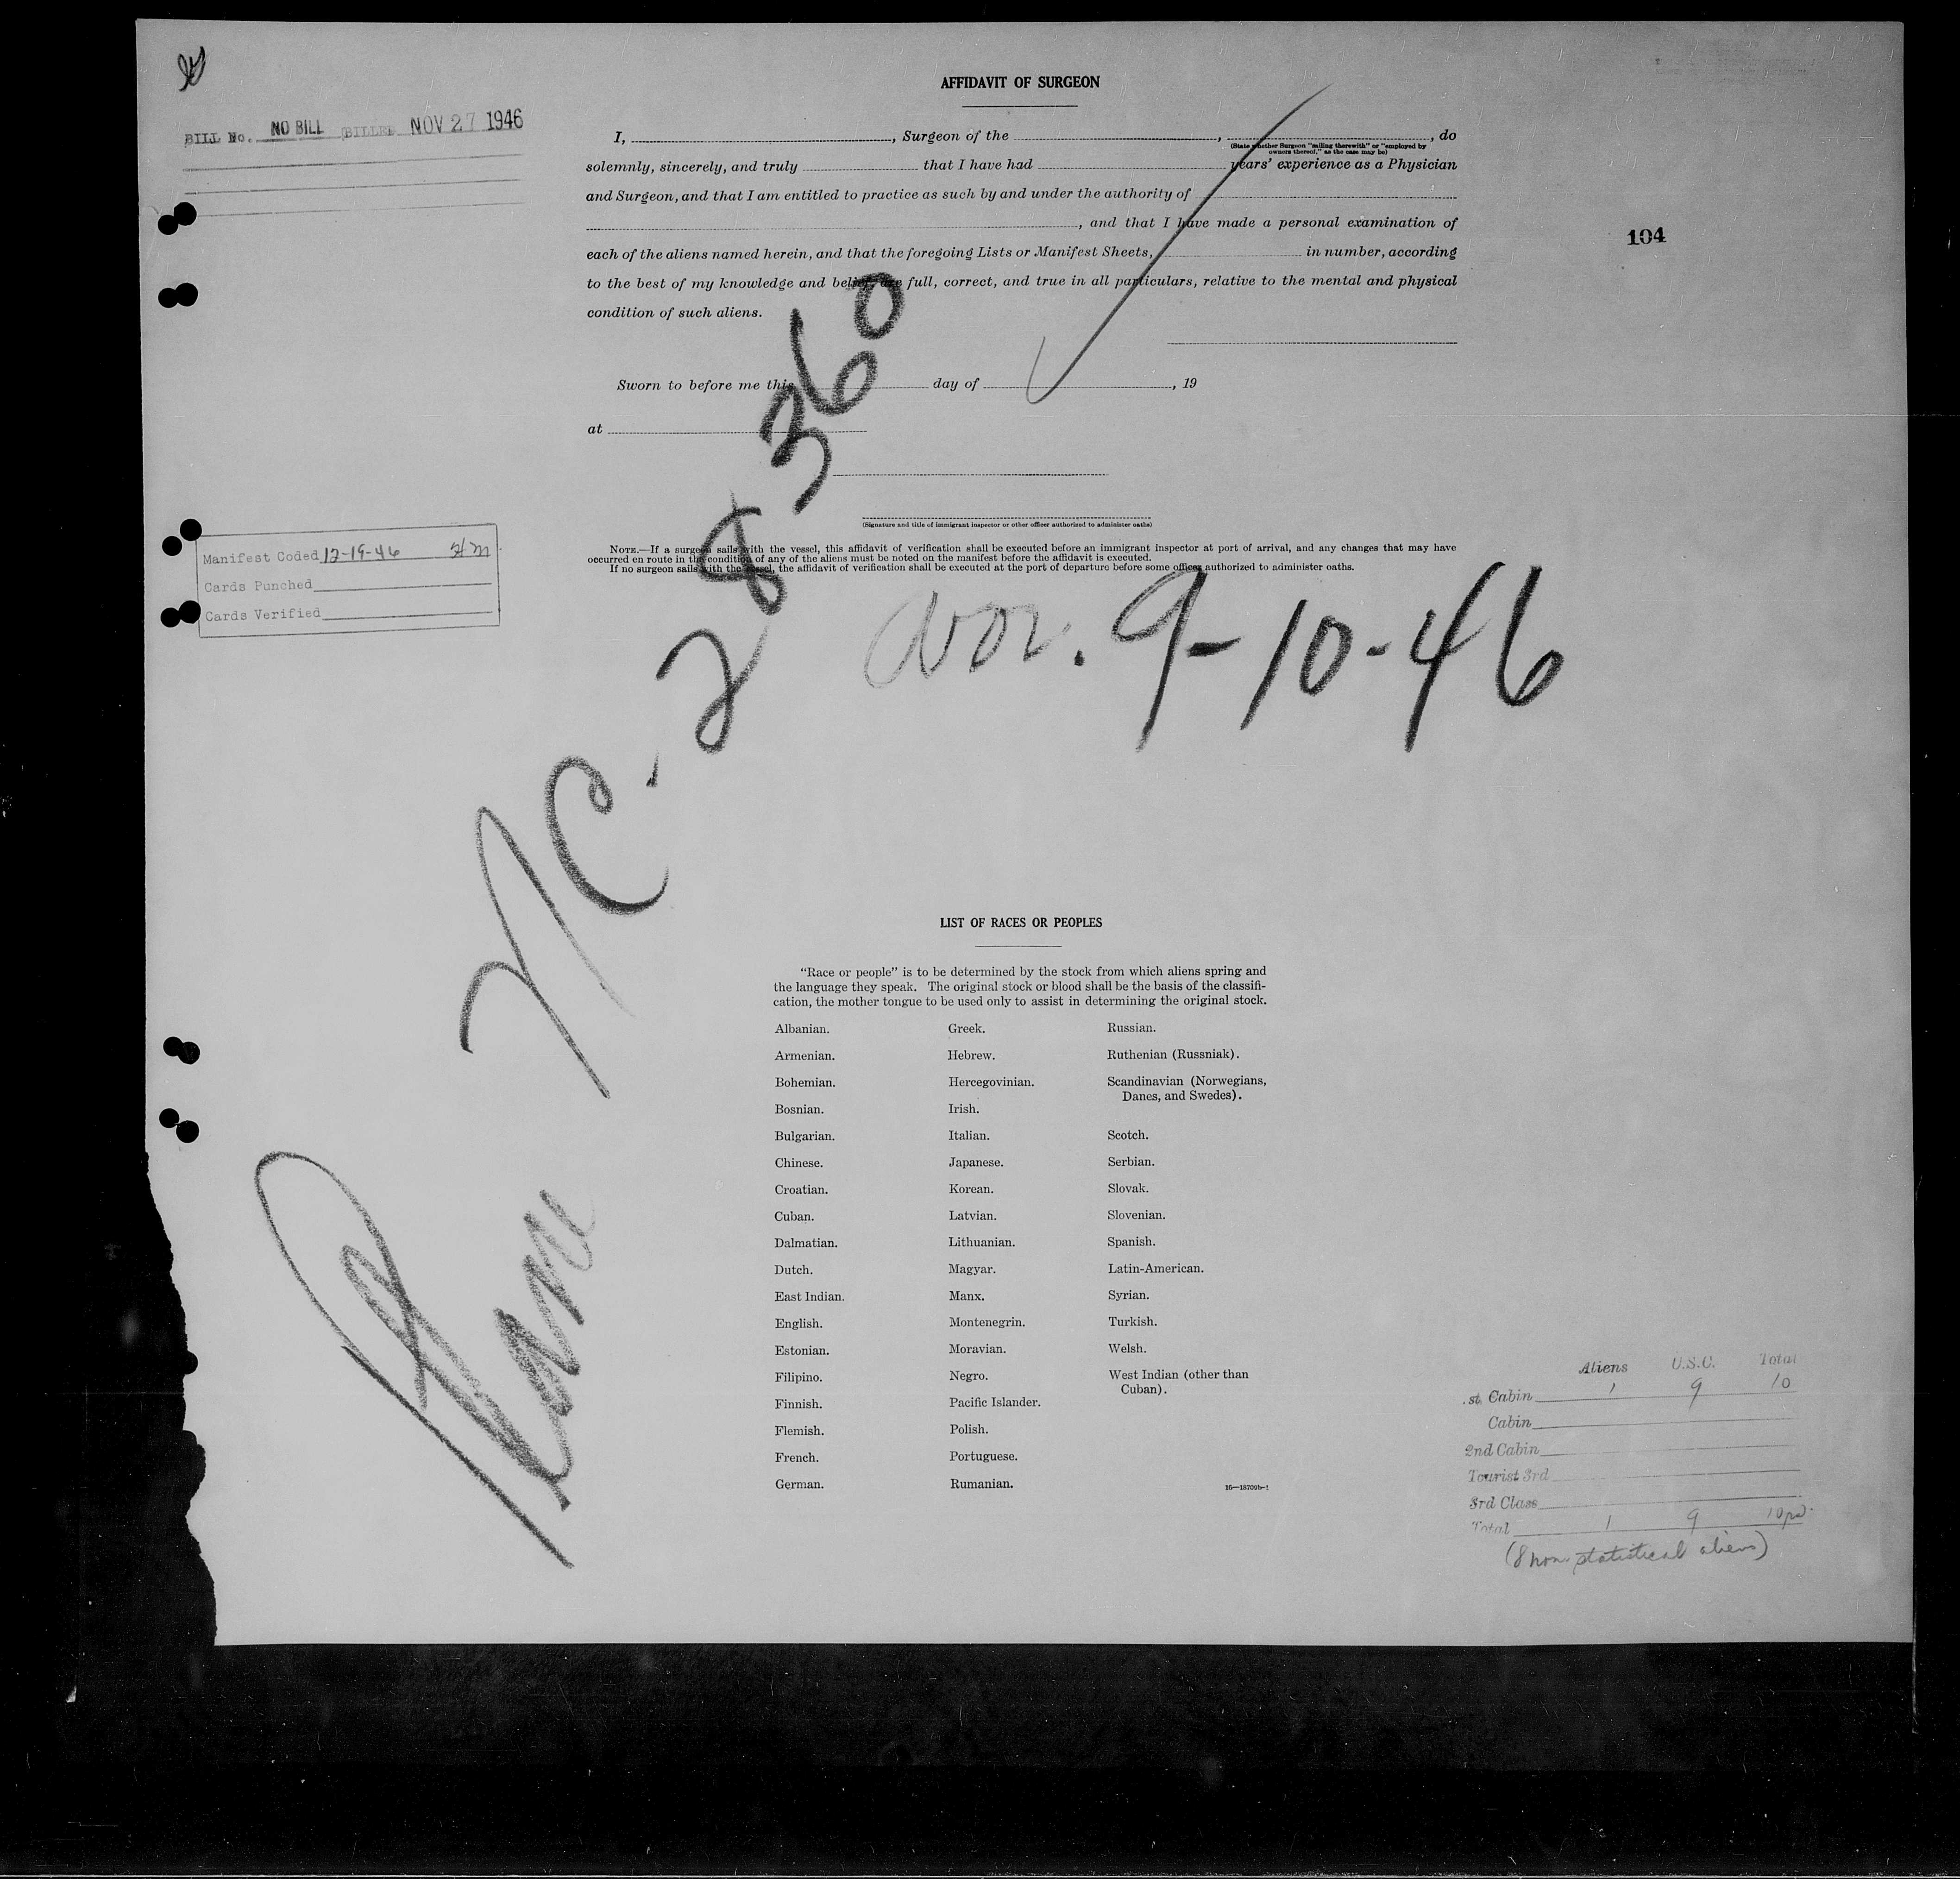 AFFIDAVIT OF SURGEON
BILL No. NO BILL BILLED NOV 27 1946
I, , Surgeon of the , , do
(State whether Surgeon "sailing therewith" or "employed by
owners thereof," as the case may be)
solemnly, sincerely, and truly that I have had years' experience as a Physician
and Surgeon, and that I am entitled to practice as such by and under the authority of
, and that I have made a personal examination of
104
each of the aliens named herein, and that the foregoing Lists or Manifest Sheets, in number, according
to the best of my knowledge and belief, are full, correct, and true in all particulars, relative to the mental and physical
condition of such aliens.
Sworn to before me this day of , 19
at
(Signature and title of immigrant inspector or other officer authorized to administer oaths)
Manifest Coded 12-19-46
Cards Punched
Cards Verified
NOTE.—If a surgeon sails with the vessel, this affidavit of verification shall be executed before an immigrant inspector at port of arrival, and any changes that may have
occurred en route in the condition of any of the aliens must be noted on the manifest before the affidavit is executed.
If no surgeon sails with the vessel, the affidavit of verification shall be executed at the port of departure before some officer authorized to administer oaths.
Nov. 9-10-46
Plane NC-28360
LIST OF RACES OR PEOPLES
"Race or people" is to be determined by the stock from which aliens spring and
the language they speak. The original stock or blood shall be the basis of the classifi-
cation, the mother tongue to be used only to assist in determining the original stock.
Albanian.
Armenian.
Bohemian.
Bosnian.
Bulgarian.
Chinese.
Croatian.
Cuban.
Dalmatian.
Dutch.
East Indian.
English.
Estonian.
Filipino.
Finnish.
Flemish.
French.
German.
Greek.
Hebrew.
Hercegovinian.
Irish.
Italian.
Japanese.
Korean.
Latvian.
Lithuanian.
Magyar.
Manx.
Montenegrin.
Moravian.
Negro.
Pacific Islander.
Polish.
Portuguese.
Rumanian.
Russian.
Ruthenian (Russniak).
Scandinavian (Norwegians,
Danes, and Swedes).
Scotch.
Serbian.
Slovak.
Slovenian.
Spanish.
Latin-American.
Syrian.
Turkish.
Welsh.
West Indian (other than
Cuban).
16—18709b-1
Aliens U.S.C. Total
st Cabin 1 9 10
Cabin
2nd Cabin
Tourist 3rd
3rd Class
Total 1 9 10
(8 non statistical aliens)